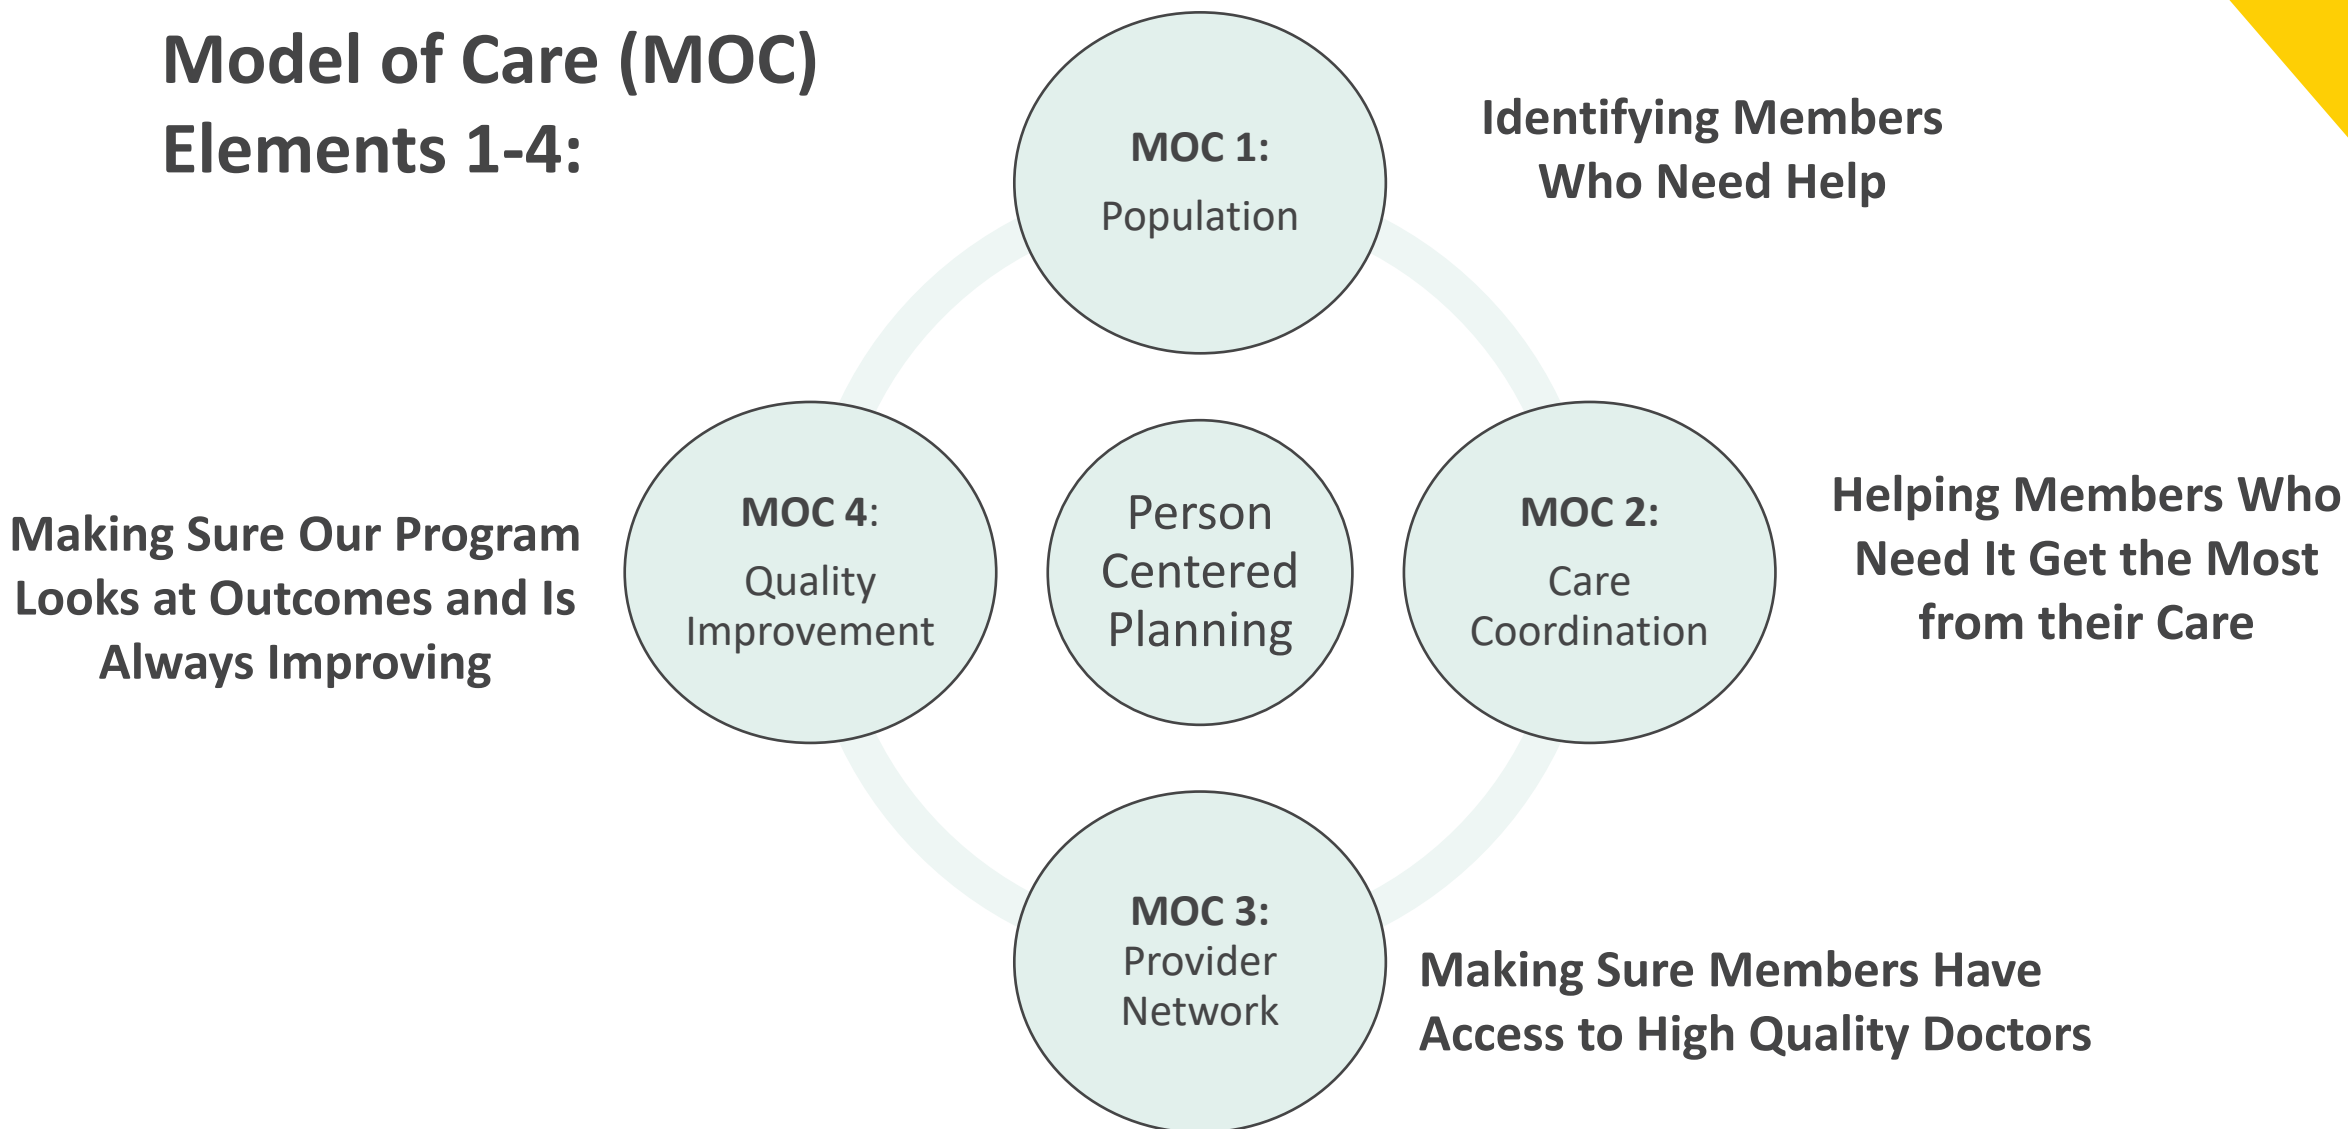 Model of Care (MOC)
Elements 1-4:
MOC 1:
Population
Identifying Members
Who Need Help
MOC 2:
Care
Coordination
Helping Members Who
Need It Get the Most
from their Care
MOC 3:
Provider
Network
Making Sure Members Have
Access to High Quality Doctors
MOC 4:
Quality
Improvement
Making Sure Our Program
Looks at Outcomes and Is
Always Improving
Person
Centered
Planning